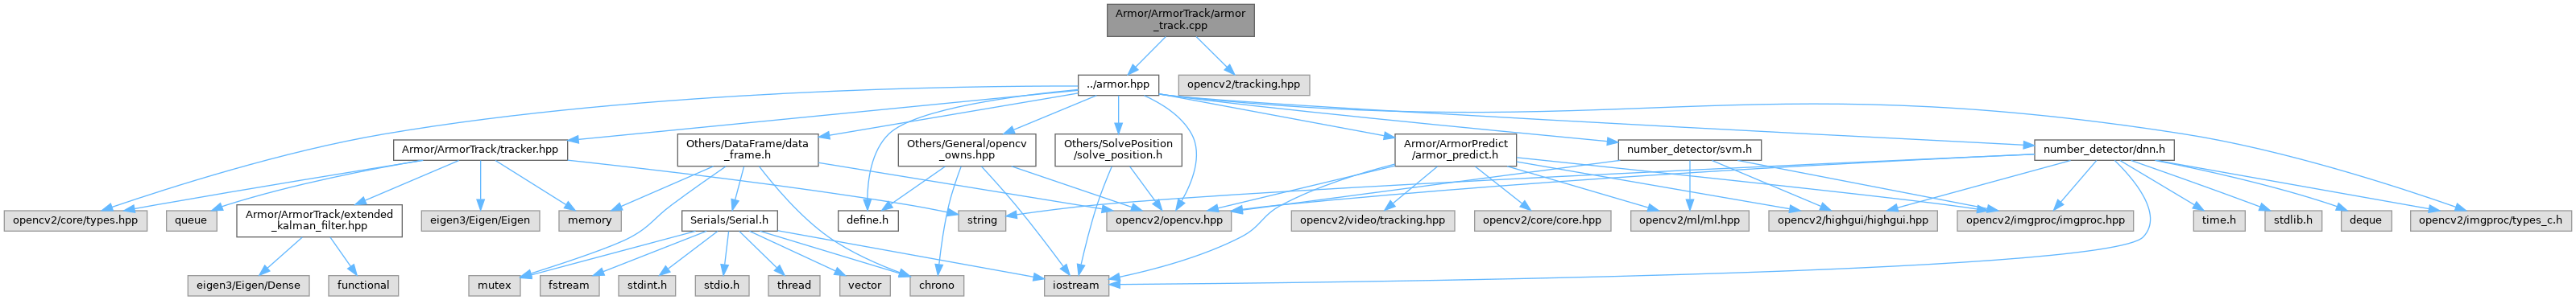 Armor/ArmorTrack/armor
_track.cpp
../armor.hpp
opencv2/tracking.hpp
Armor/ArmorTrack/tracker.hpp
Others/DataFrame/data
_frame.h
Others/General/opencv
_owns.hpp
Others/SolvePosition
/solve_position.h
Armor/ArmorPredict
/armor_predict.h
number_detector/svm.h
number_detector/dnn.h
opencv2/core/types.hpp
queue
Armor/ArmorTrack/extended
_kalman_filter.hpp
eigen3/Eigen/Eigen
memory
Serials/Serial.h
define.h
string
opencv2/opencv.hpp
opencv2/video/tracking.hpp
opencv2/core/core.hpp
opencv2/ml/ml.hpp
opencv2/highgui/highgui.hpp
opencv2/imgproc/imgproc.hpp
time.h
stdlib.h
deque
opencv2/imgproc/types_c.h
eigen3/Eigen/Dense
functional
mutex
fstream
stdint.h
stdio.h
thread
vector
chrono
iostream